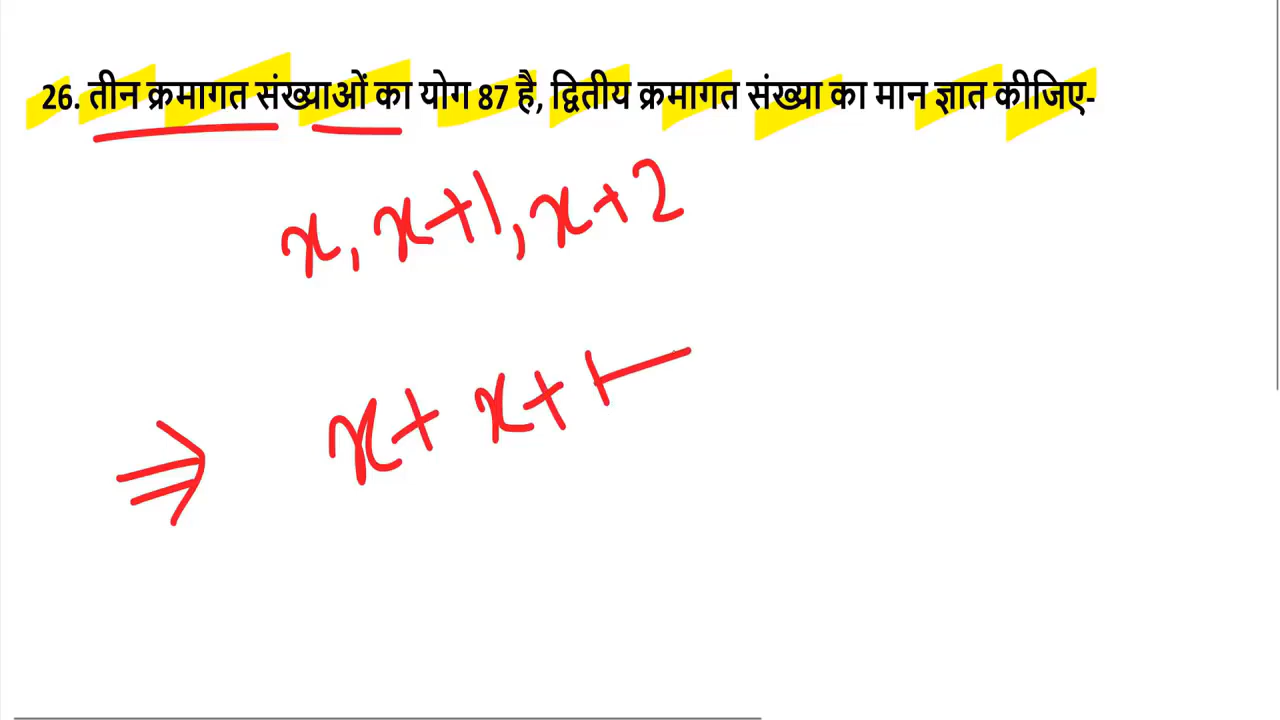 26. तीन क्रमागत संख्याओं का योग 87 है, द्वितीय क्रमागत संख्या का मान ज्ञात कीजिए-
x, x+1, x+2
⇒ x+ x+1+